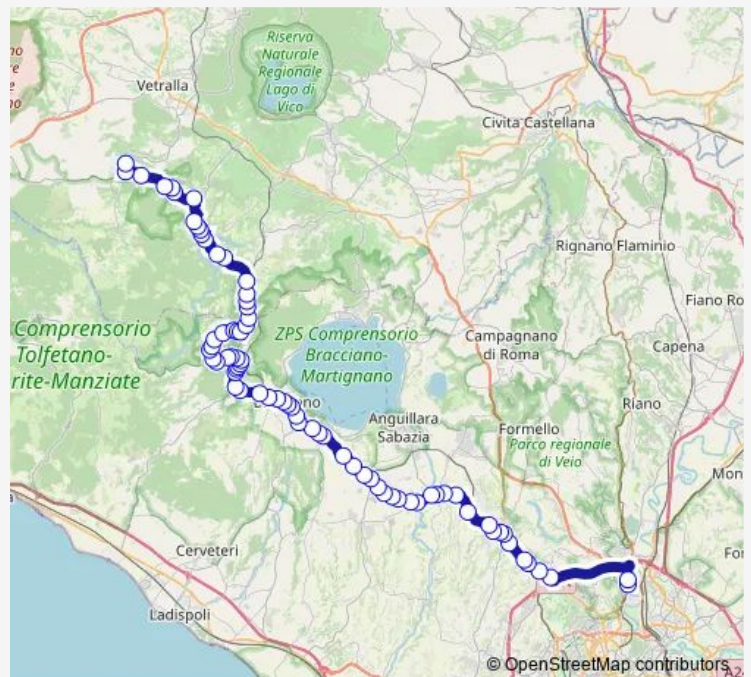 Riserva
Naturale
Regionale
Lago di
Vico
Vetralla
Civita Castellana
Rignano Flaminio
Fiano Ro
Comprensorio
Tolfetano-
rite-Manziate
ZPS Comprensorio
Bracciano-
Martignano
Campagnano
di Roma
Capena
Riano
Anguillara
Sabazia
Formello
Parco regionale
di Veio
Mon
Cerveteri
Ladispoli
© OpenStreetMap contributors